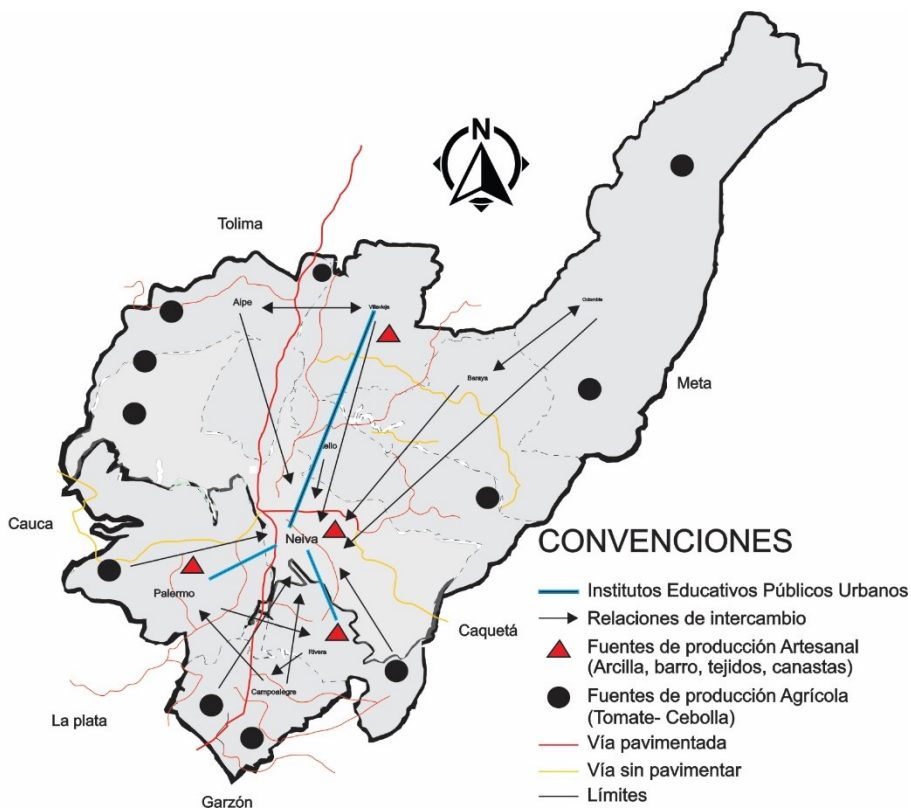 N
Tolima
Aipe
Villavieja
Colombia
Baraya
Meta
ello
Cauca
Neiva
Palermo
Rivera
Campoalegre
Caquetá
La plata
Garzón
CONVENCIONES
Institutos Educativos Públicos Urbanos
Relaciones de intercambio
Fuentes de producción Artesanal
(Arcilla, barro, tejidos, canastas)
Fuentes de producción Agrícola
(Tomate- Cebolla)
Vía pavimentada
Vía sin pavimentar
Límites